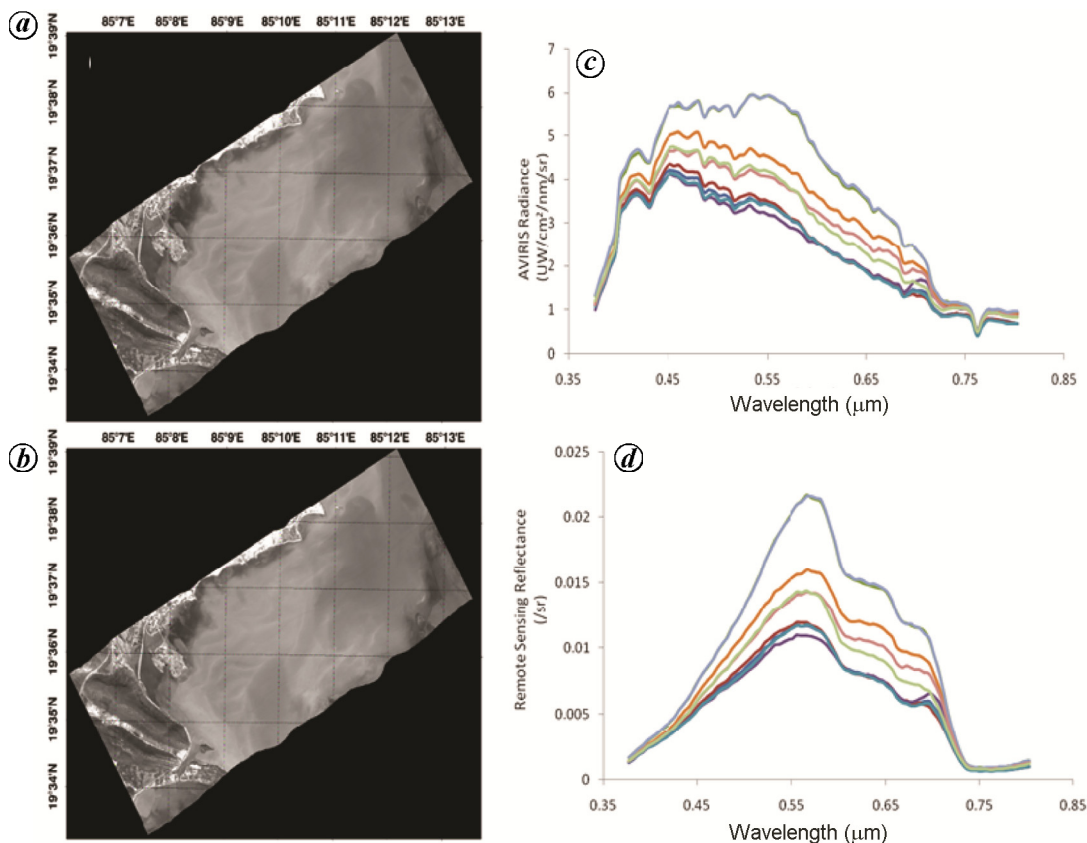 a
85°7'E 85°8'E 85°9'E 85°10'E 85°11'E 85°12'E 85°13'E
19°39'N
19°38'N
19°37'N
19°36'N
19°35'N
19°34'N
b
85°7'E 85°8'E 85°9'E 85°10'E 85°11'E 85°12'E 85°13'E
19°39'N
19°38'N
19°37'N
19°36'N
19°35'N
19°34'N
c
AVIRIS Radiance
(UW/cm²/nm/sr)
7
6
5
4
3
2
1
0
0.35 0.45 0.55 0.65 0.75 0.85
Wavelength (μm)
d
Remote Sensing Reflectance
(/sr)
0.025
0.02
0.015
0.01
0.005
0
0.35 0.45 0.55 0.65 0.75 0.85
Wavelength (μm)